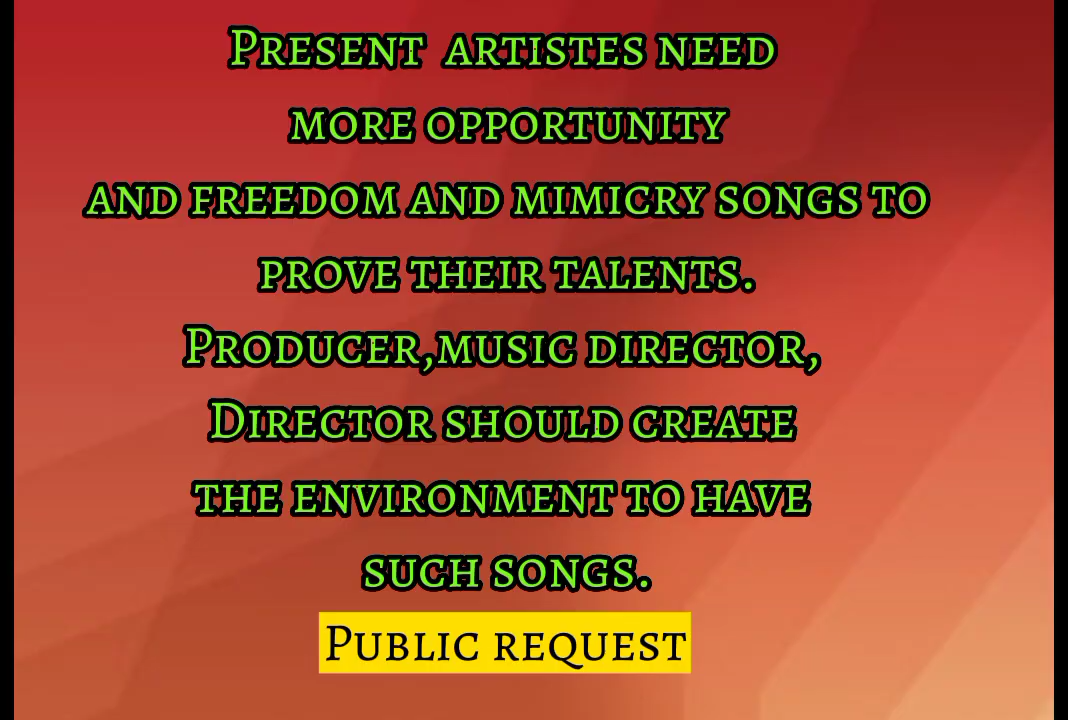 Present artistes need
more opportunity
and freedom and mimicry songs to
prove their talents.
Producer,music director,
Director should create
the environment to have
such songs.
Public request